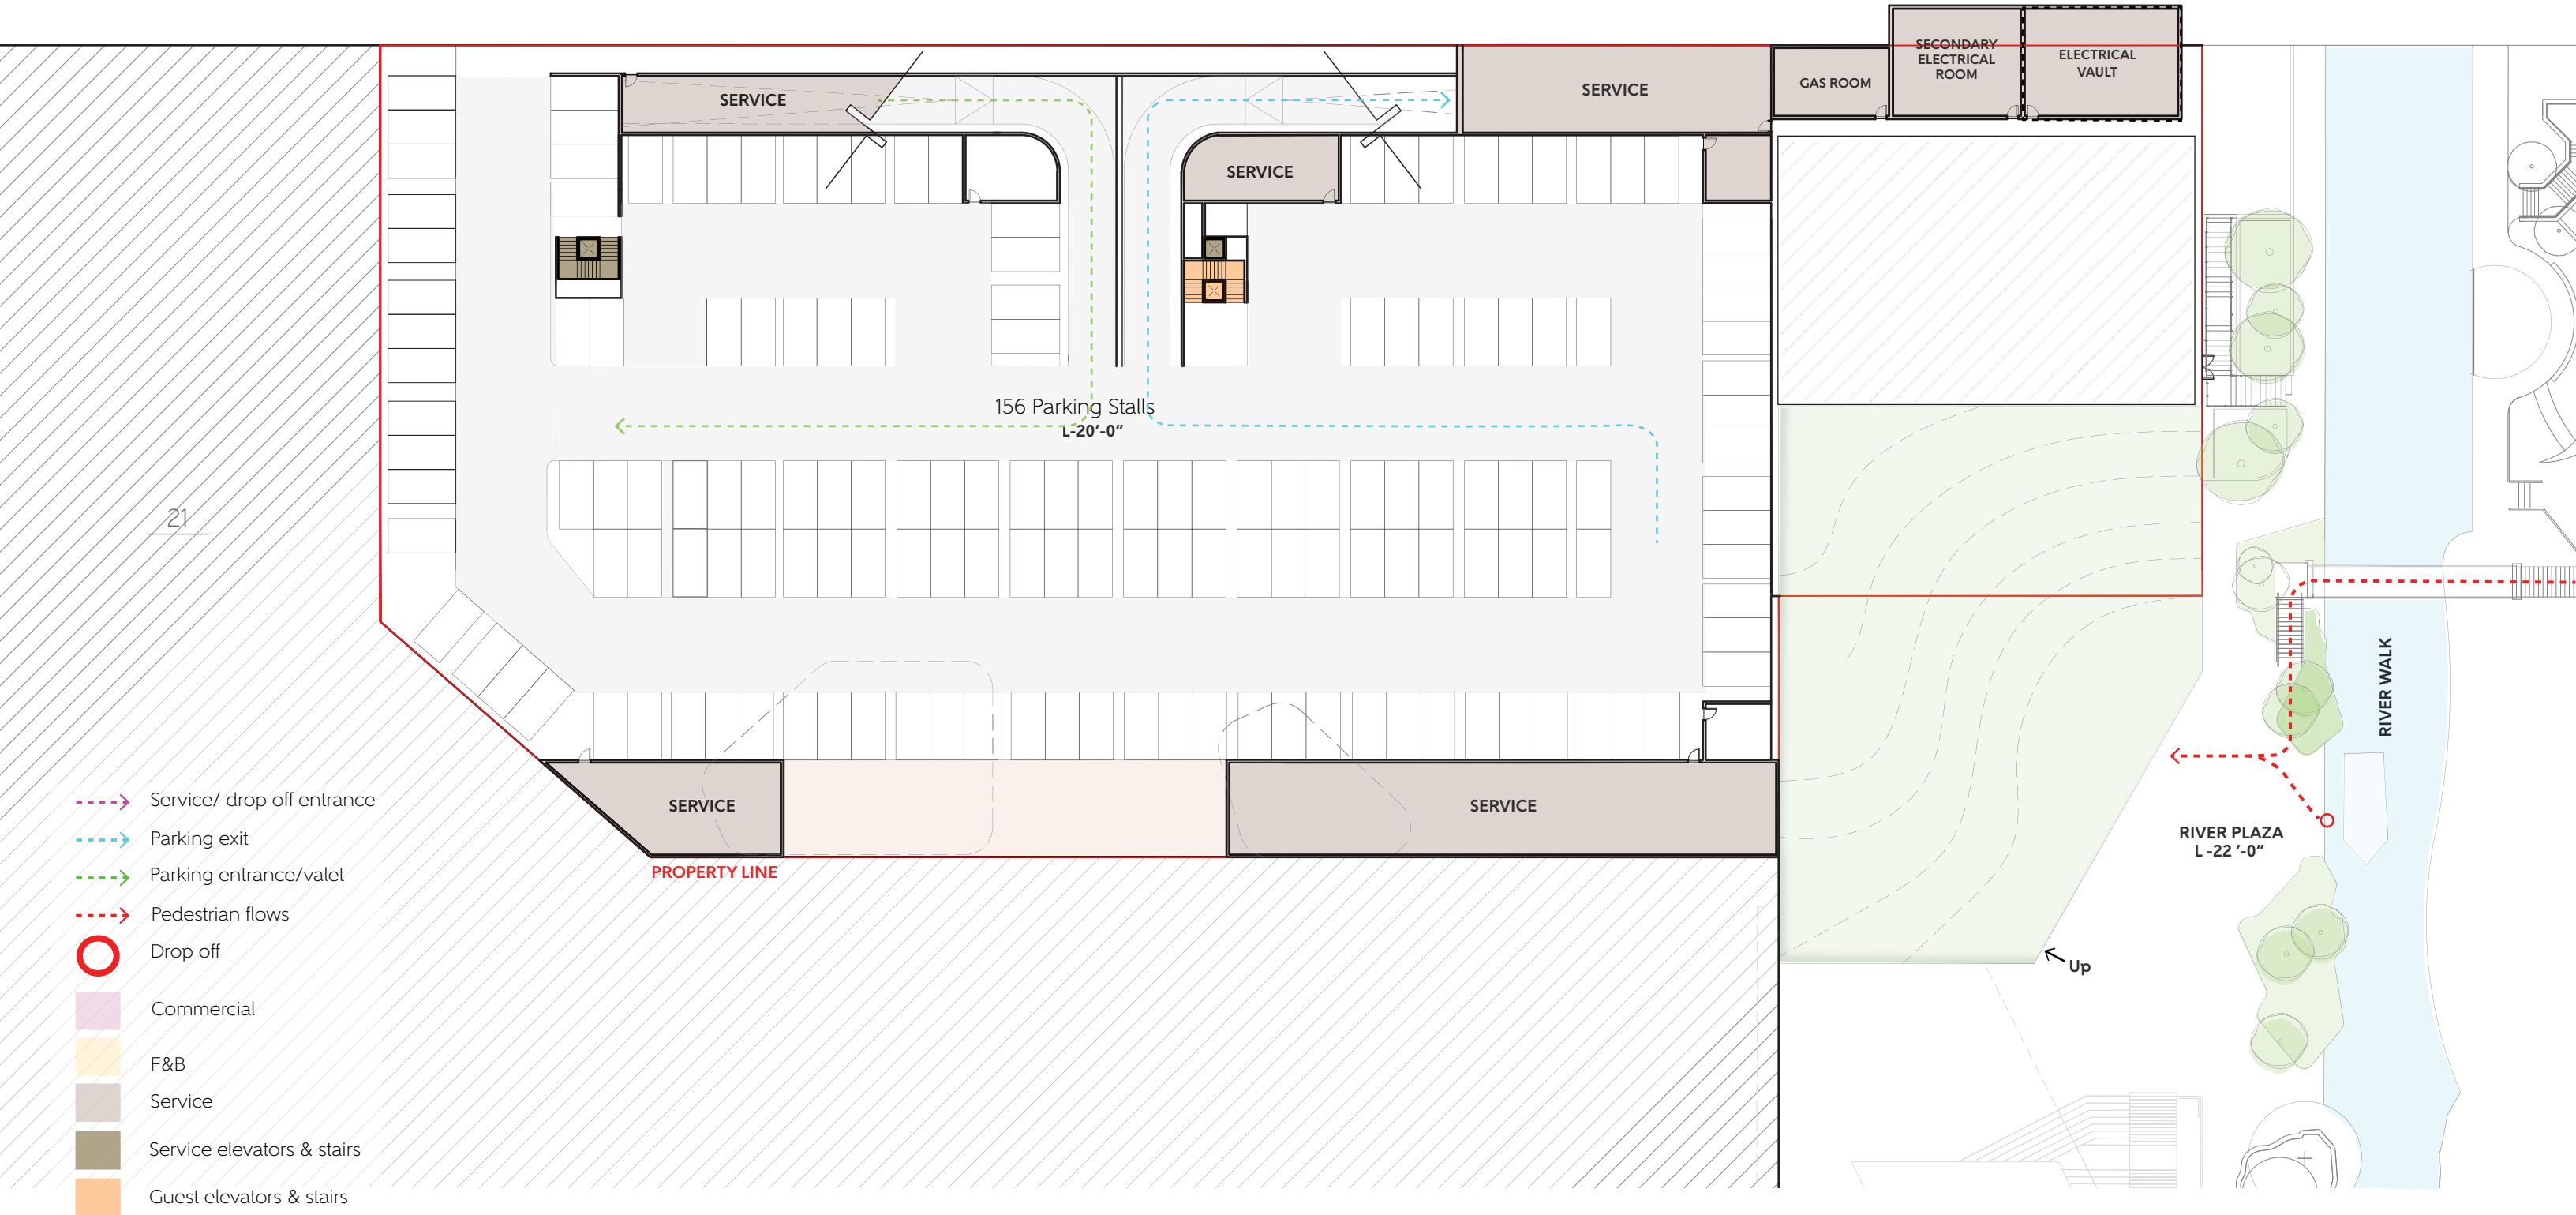 SECONDARY
ELECTRICAL
ROOM
ELECTRICAL
VAULT
GAS ROOM
SERVICE
SERVICE
SERVICE
156 Parking Stalls
L-20'-0”
21
RIVER WALK
SERVICE
SERVICE
PROPERTY LINE
RIVER PLAZA
L -22 ’-0”
Up
Service/ drop off entrance
Parking exit
Parking entrance/valet
Pedestrian flows
Drop off
Commercial
F&B
Service
Service elevators & stairs
Guest elevators & stairs